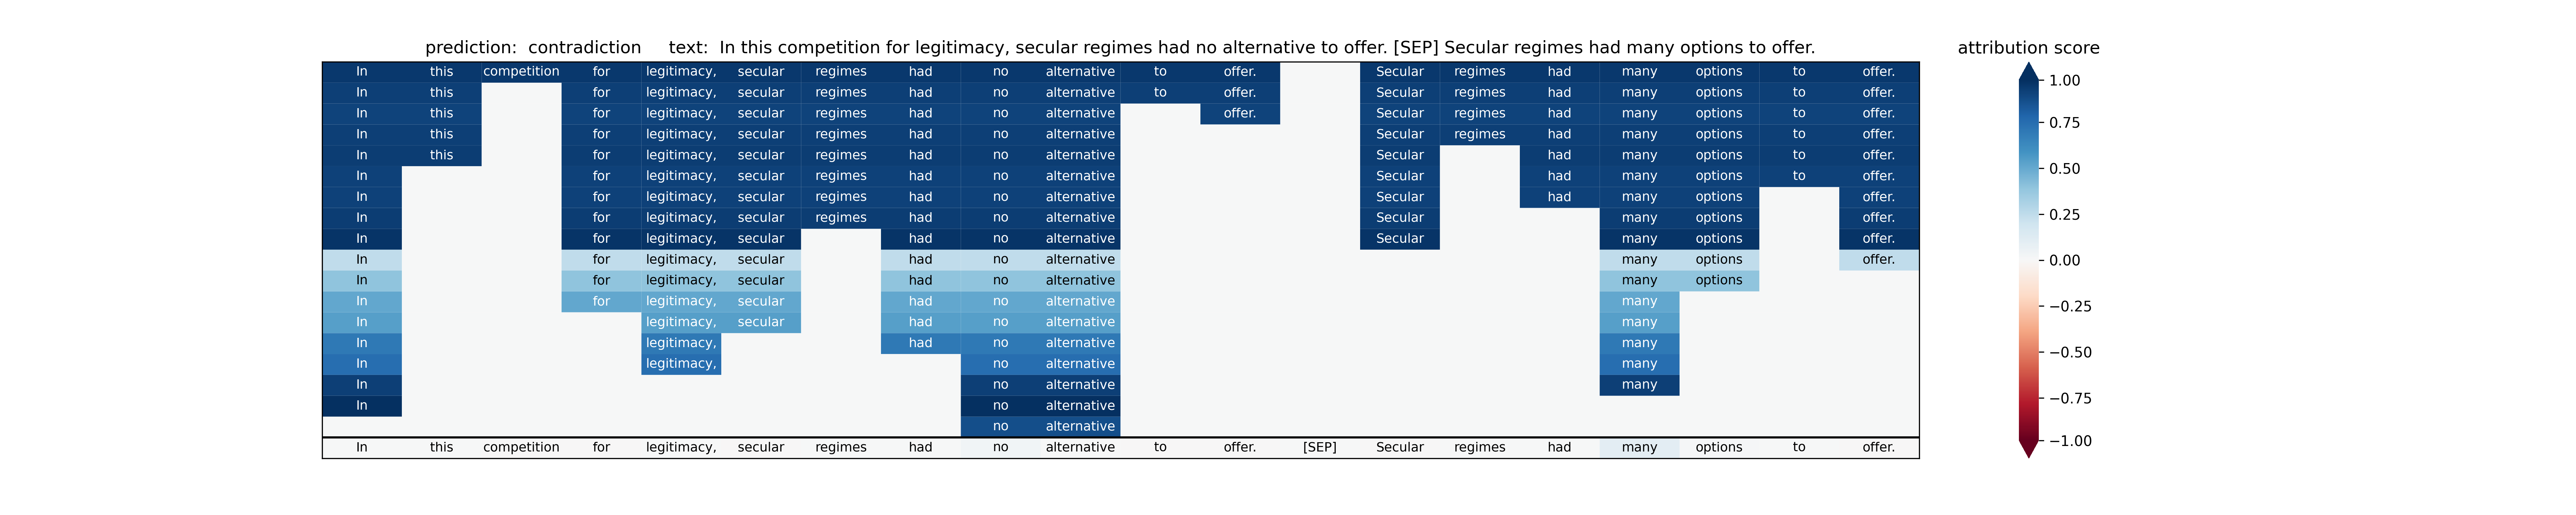 prediction:  contradiction     text:  In this competition for legitimacy, secular regimes had no alternative to offer. [SEP] Secular regimes had many options to offer.
attribution score
In this competition for legitimacy, secular regimes had no alternative to offer. Secular regimes had many options to offer.
In this for legitimacy, secular regimes had no alternative to offer. Secular regimes had many options to offer.
In this for legitimacy, secular regimes had no alternative offer. Secular regimes had many options to offer.
In this for legitimacy, secular regimes had no alternative Secular regimes had many options to offer.
In this for legitimacy, secular regimes had no alternative Secular had many options to offer.
In for legitimacy, secular regimes had no alternative Secular had many options to offer.
In for legitimacy, secular regimes had no alternative Secular had many options offer.
In for legitimacy, secular regimes had no alternative Secular many options offer.
In for legitimacy, secular had no alternative Secular many options offer.
In for legitimacy, secular had no alternative many options offer.
In for legitimacy, secular had no alternative many options
In for legitimacy, secular had no alternative many
In legitimacy, secular had no alternative many
In legitimacy, had no alternative many
In legitimacy, no alternative many
In no alternative many
In no alternative
no alternative
In this competition for legitimacy, secular regimes had no alternative to offer. [SEP] Secular regimes had many options to offer.
1.00
0.75
0.50
0.25
0.00
−0.25
−0.50
−0.75
−1.00